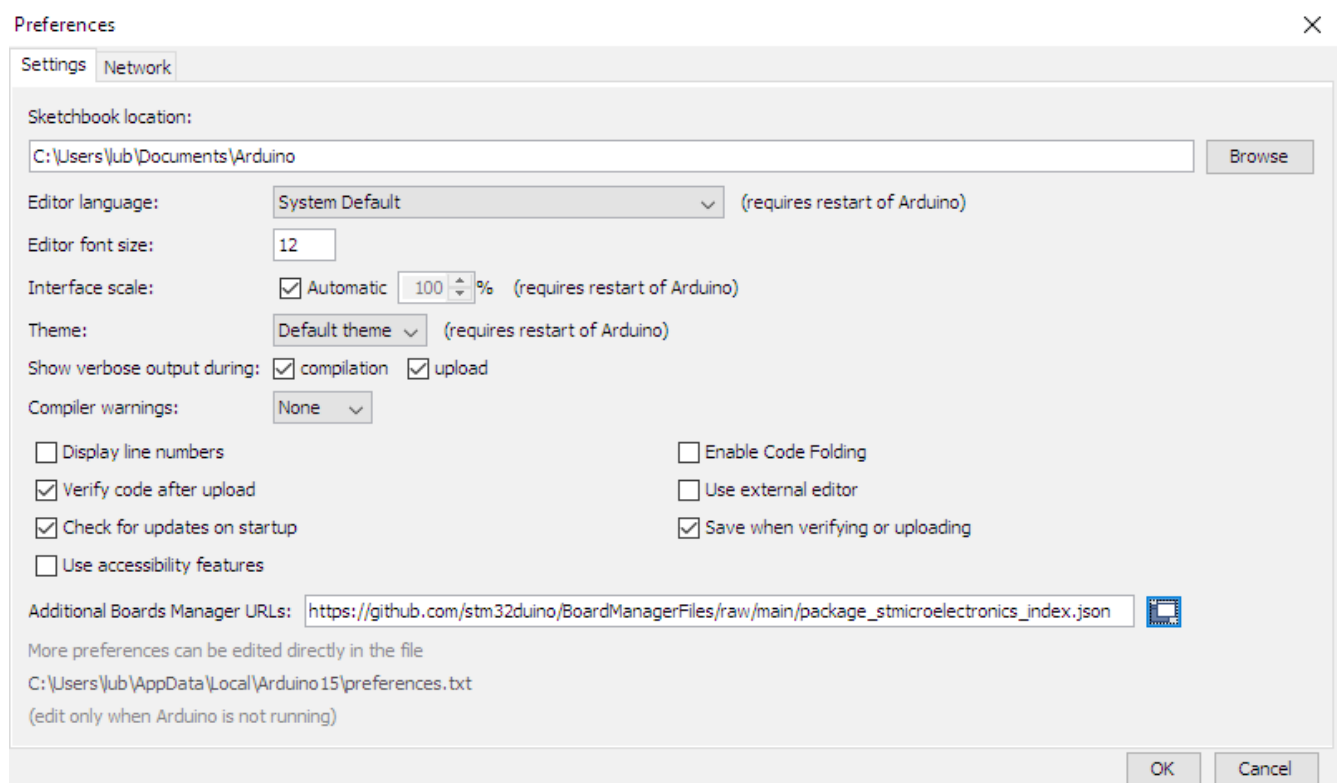 Preferences
Settings Network
Sketchbook location:
C:\Users\lub\Documents\Arduino Browse
Editor language: System Default (requires restart of Arduino)
Editor font size: 12
Interface scale: Automatic 100 % (requires restart of Arduino)
Theme: Default theme (requires restart of Arduino)
Show verbose output during: compilation upload
Compiler warnings: None
Display line numbers Enable Code Folding
Verify code after upload Use external editor
Check for updates on startup Save when verifying or uploading
Use accessibility features
Additional Boards Manager URLs: https://github.com/stm32duino/BoardManagerFiles/raw/main/package_stmicroelectronics_index.json
More preferences can be edited directly in the file
C:\Users\lub\AppData\Local\Arduino15\preferences.txt
(edit only when Arduino is not running)
OK Cancel